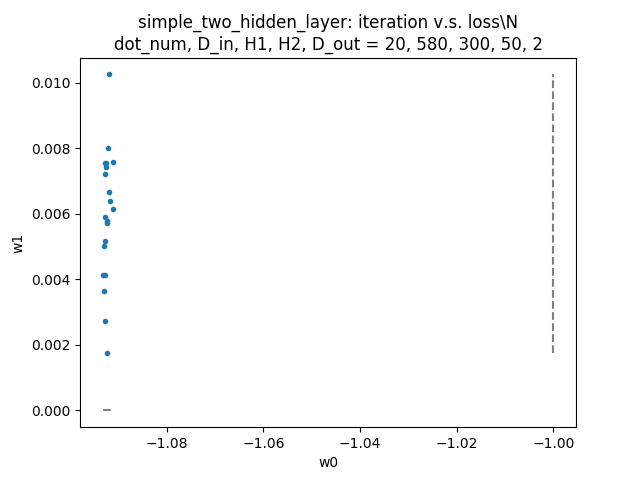 simple_two_hidden_layer: iteration v.s. loss\N
dot_num, D_in, H1, H2, D_out = 20, 580, 300, 50, 2
0.010
0.008
0.006
0.004
0.002
0.000
w1
−1.08
−1.06
−1.04
−1.02
−1.00
w0